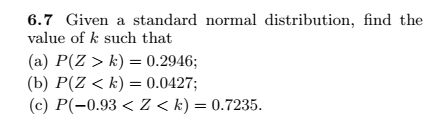 6.7 Given a standard normal distribution, find the
value of k such that
(a) P(Z > k) = 0.2946;
(b) P(Z < k) = 0.0427;
(c) P(−0.93 < Z < k) = 0.7235.